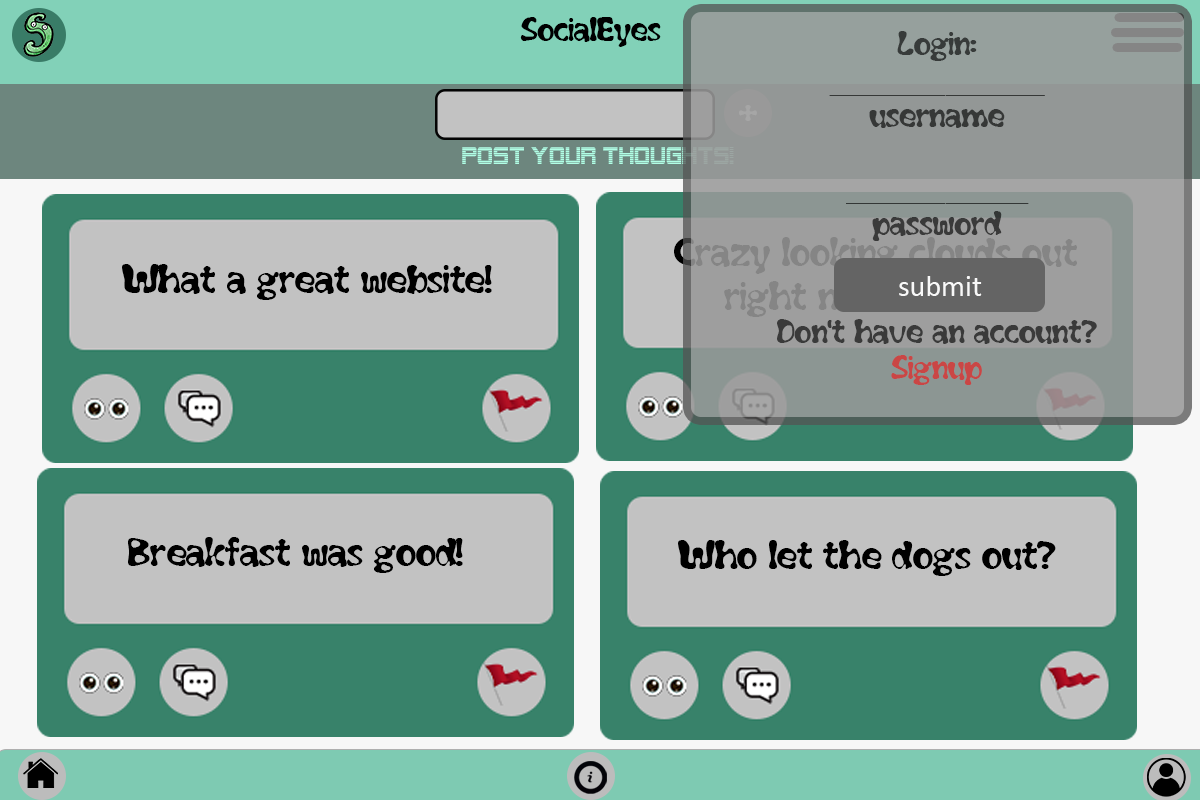 SocialEyes
Login:
username
POST YOUR THOUGHTS!
password
What a great website!
Crazy looking clouds out
right n
submit
Don't have an account?
Signup
Breakfast was good!
Who let the dogs out?